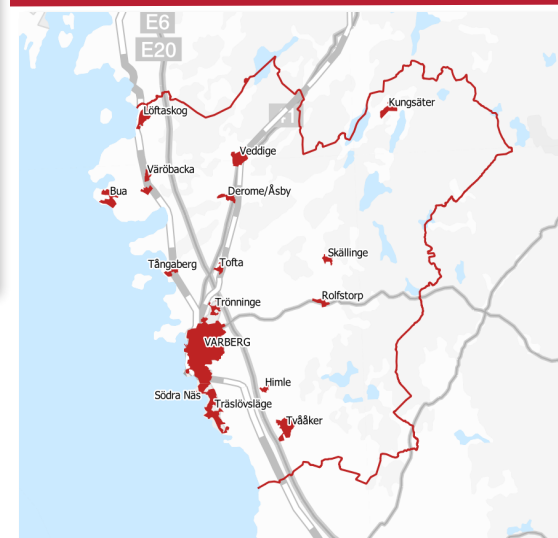 E6
E20
Kungsäter
Löftaskog
Veddige
Väröbacka
Bua
Derome/Åsby
Skällinge
Tofta
Tångaberg
Rolfstorp
Trönninge
VARBERG
Himle
Södra Näs
Träslövsläge
Tvååker